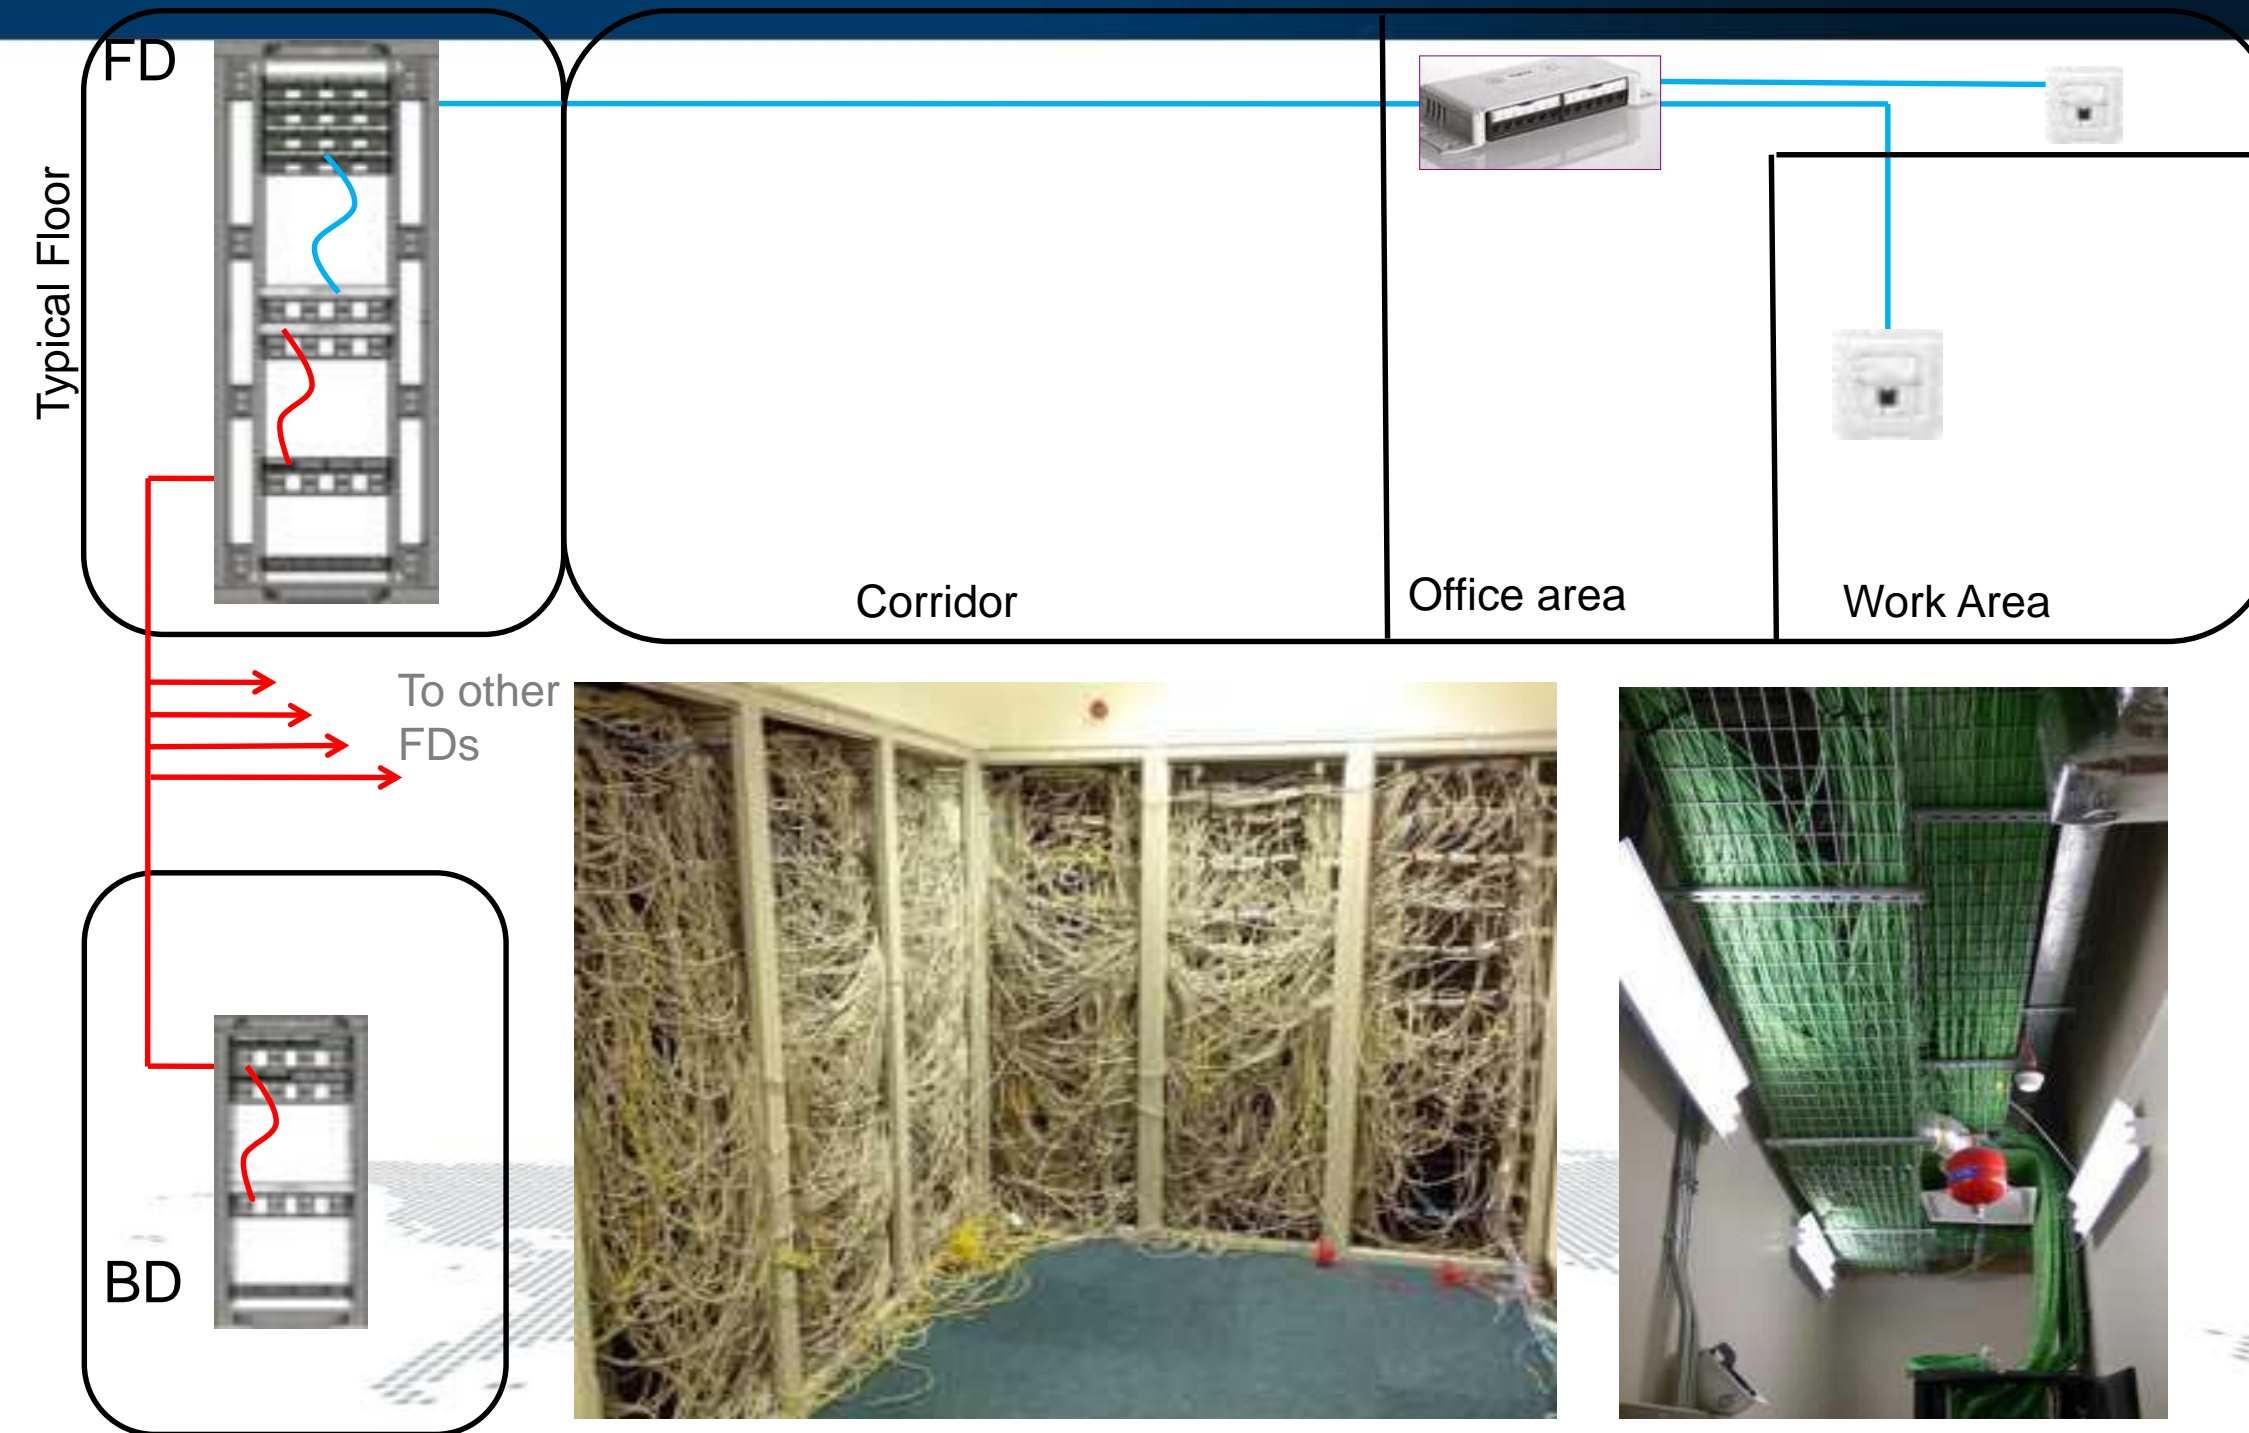 FD
Typical Floor
Corridor
Office area
Work Area
To other
FDs
BD